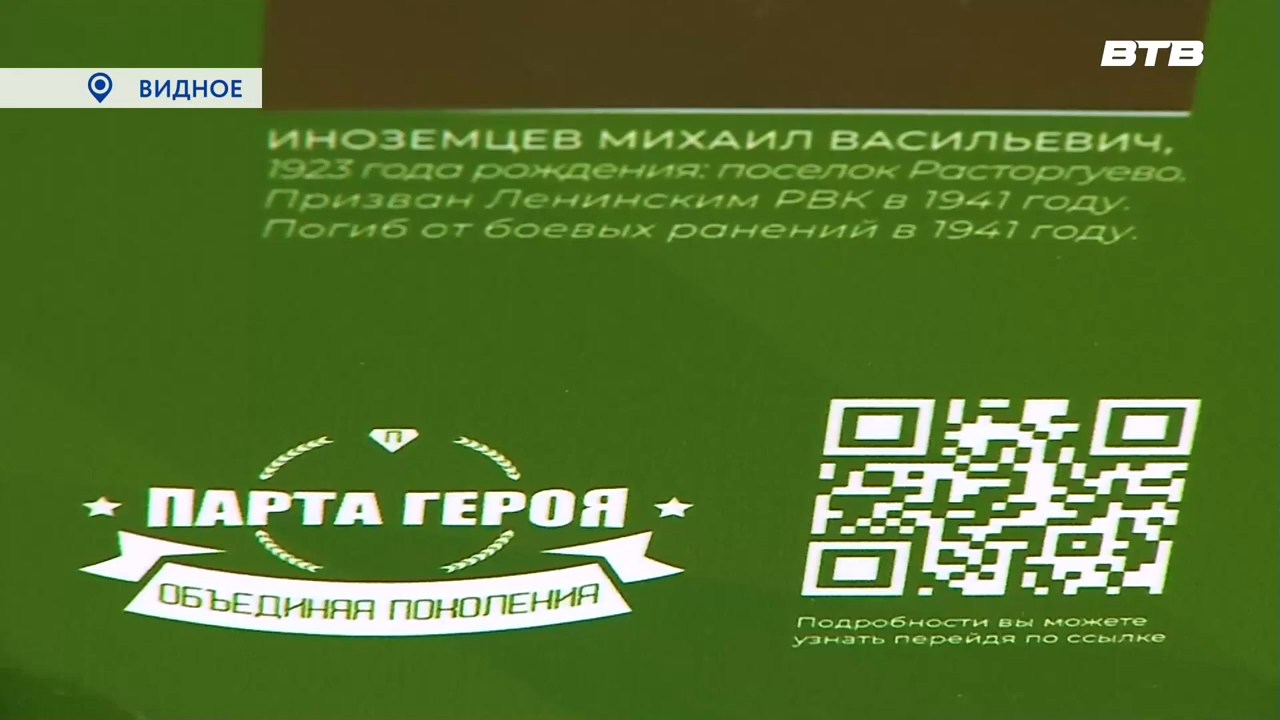 ВТВ
ВИДНОЕ
ИНОЗЕМЦЕВ МИХАИЛ ВАСИЛЬЕВИЧ,
1923 года рождения: поселок Расторгуево.
Призван Ленинским РВК в 1941 году.
Погиб от боевых ранений в 1941 году.
П
ПАРТА ГЕРОЯ
ОБЪЕДИНЯЯ ПОКОЛЕНИЯ
Подробности вы можете
узнать перейдя по ссылке